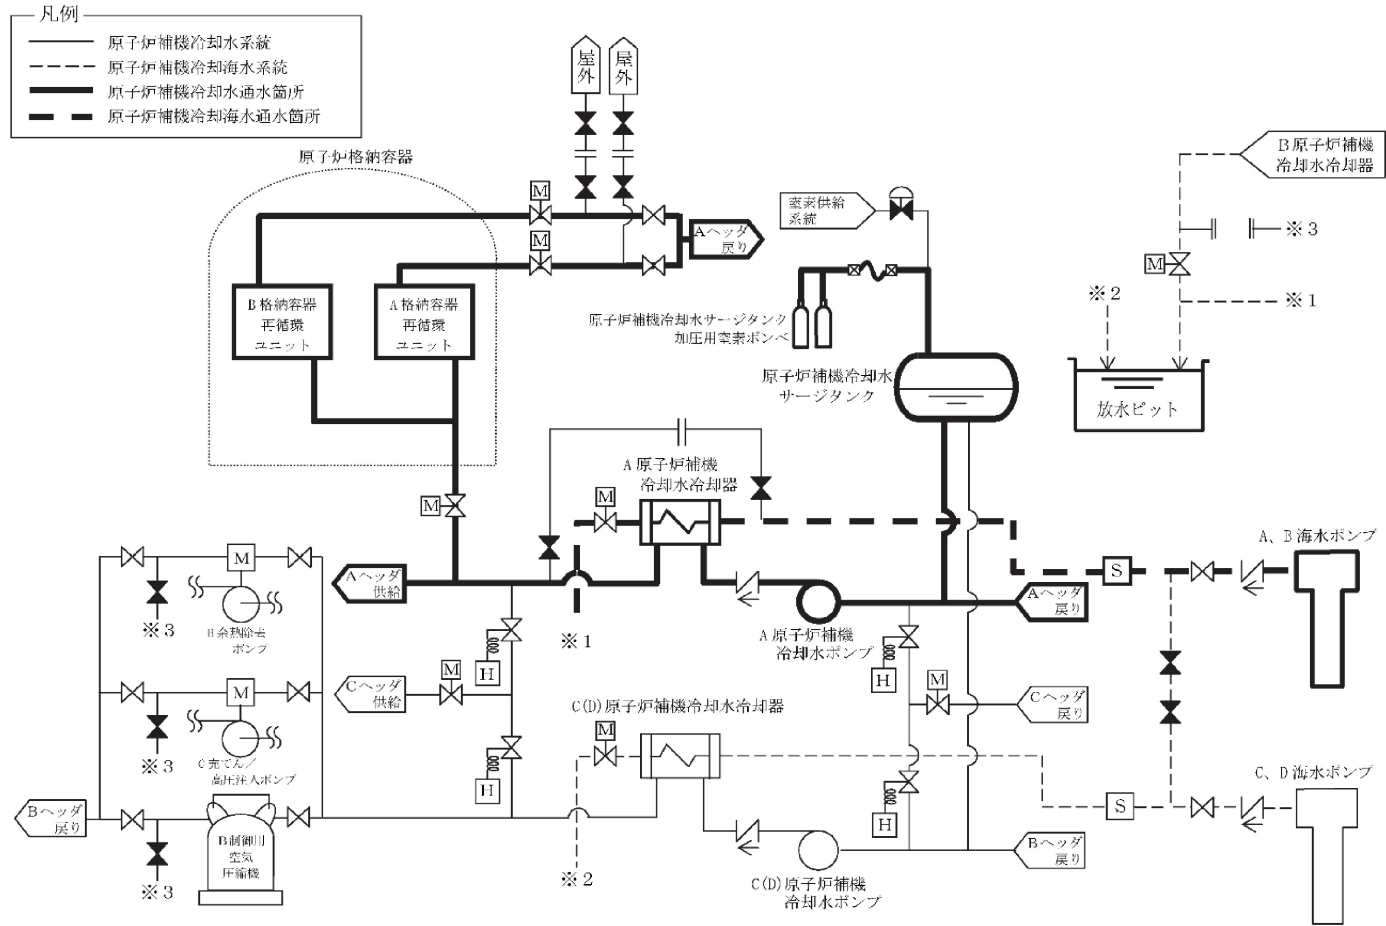 凡例
原子炉補機冷却水系統
原子炉補機冷却海水系統
原子炉補機冷却水通水箇所
原子炉補機冷却海水通水箇所
屋外
屋外
原子炉格納容器
M
M
Aヘッダ
戻り
窒素供給
系統
B原子炉補機
冷却水冷却器
※3
M
※1
※2
放水ピット
B格納容器
再循環
ユニット
A格納容器
再循環
ユニット
原子炉補機冷却水サージタンク
加圧用窒素ボンベ
原子炉補機冷却水
サージタンク
A原子炉補機
冷却水冷却器
M
M
A、B海水ポンプ
S
M
※3
B余熱除去
ポンプ
Aヘッダ
供給
※1
A原子炉補機
冷却水ポンプ
Aヘッダ
戻り
H
H
M
Cヘッダ
供給
M
Cヘッダ
戻り
M
※3
C充てん/
高圧注入ポンプ
C(D)原子炉補機冷却水冷却器
M
H
H
S
C、D海水ポンプ
Bヘッダ
戻り
※3
B制御用
空気
圧縮機
※2
C(D)原子炉補機
冷却水ポンプ
Bヘッダ
戻り